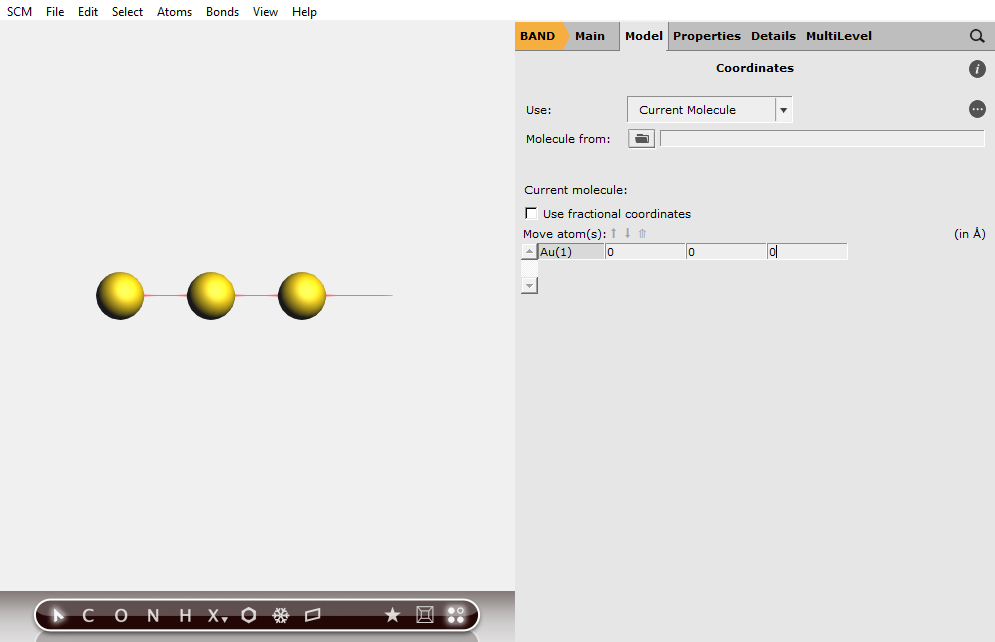 SCM File Edit Select Atoms Bonds View Help
BAND Main Model Properties Details MultiLevel
Coordinates
Use: Current Molecule
Molecule from:
Current molecule:
Use fractional coordinates
Move atom(s): (in Å)
Au(1) 0 0 0
C O N H X